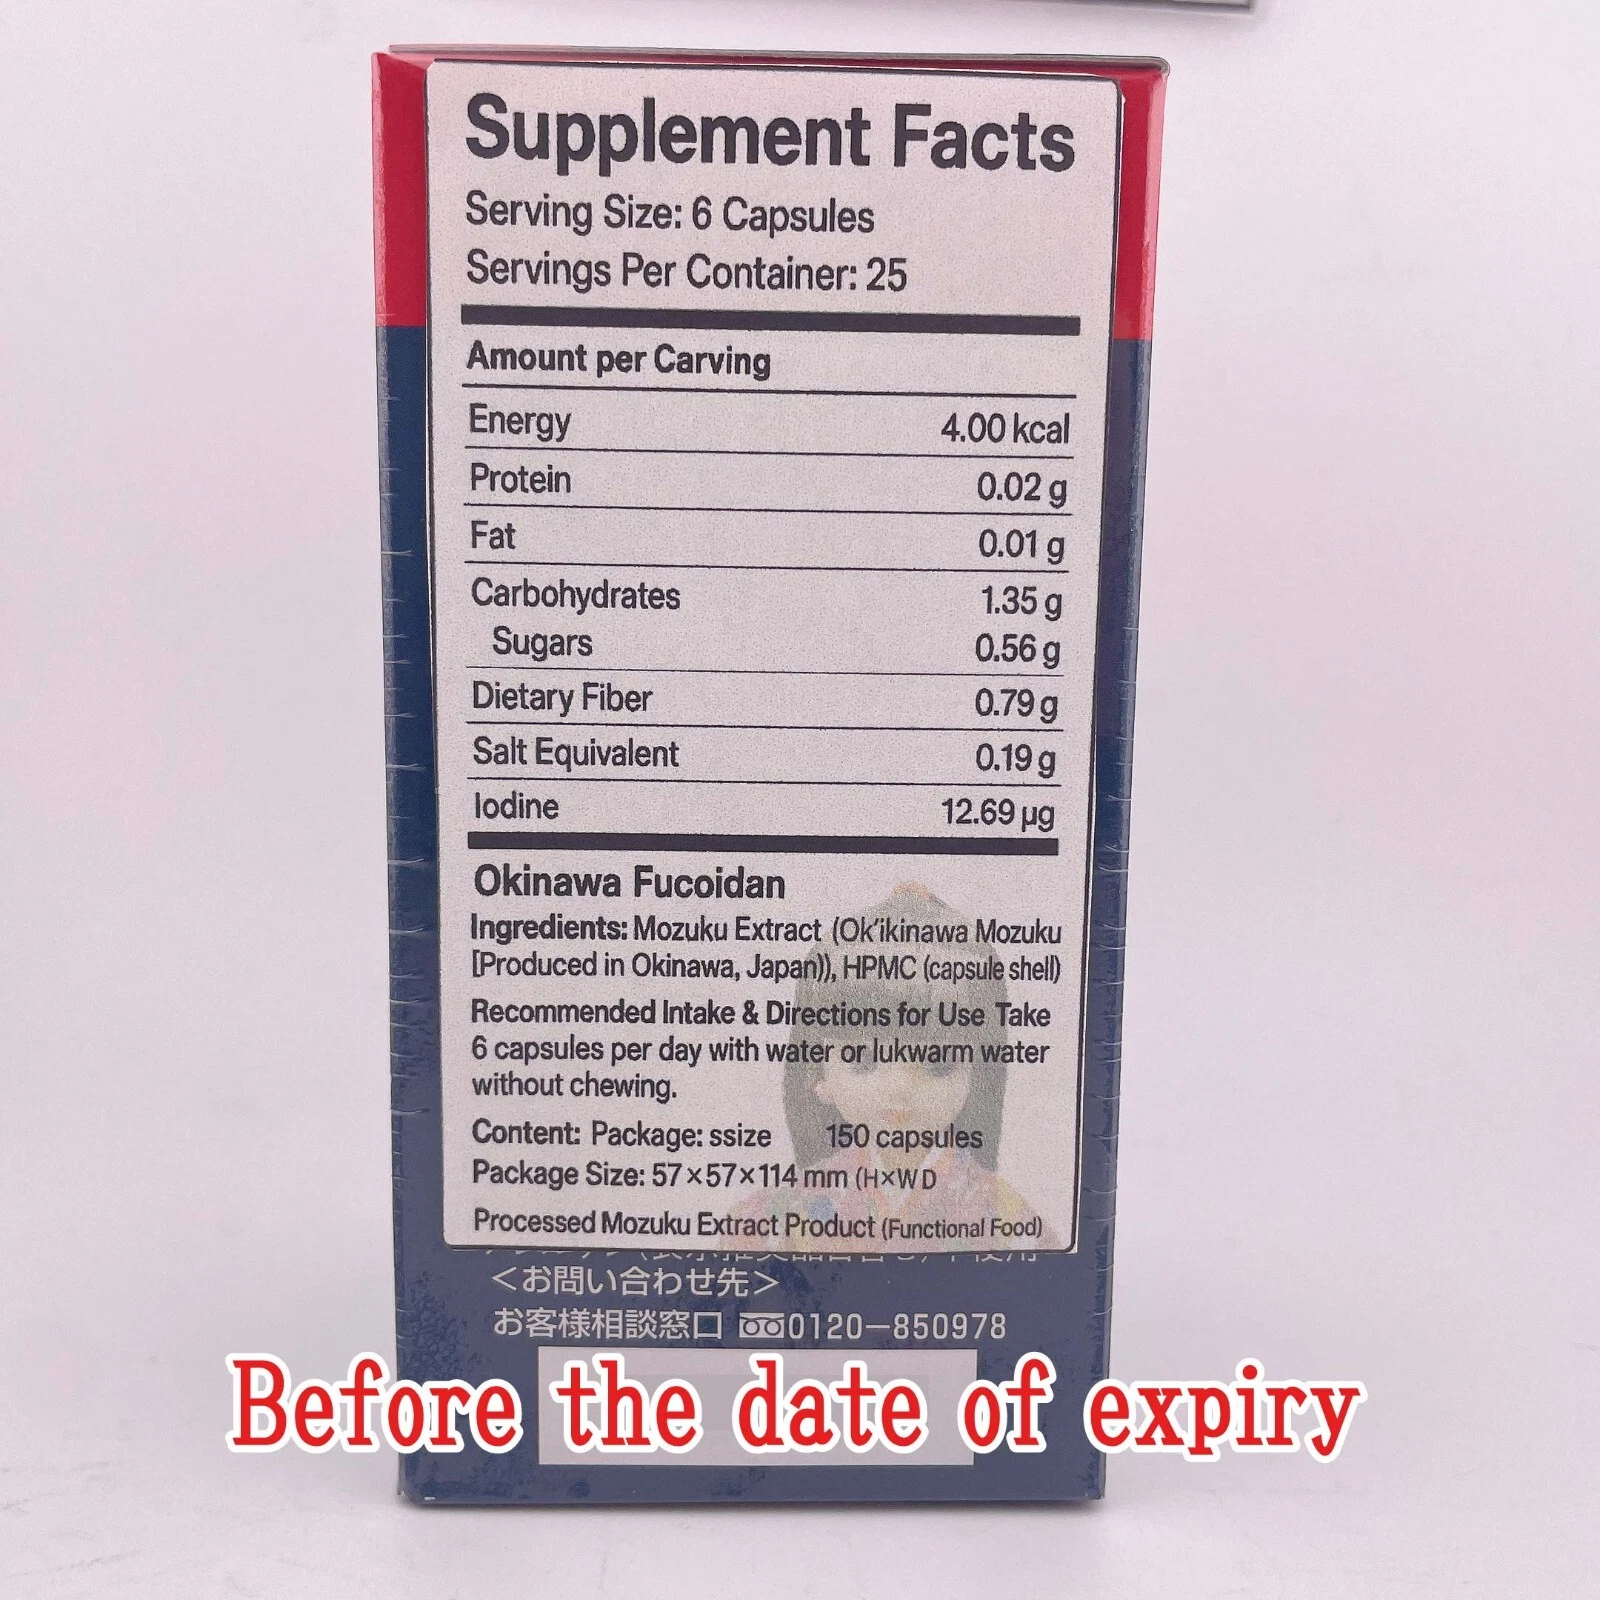 Supplement Facts
Serving Size: 6 Capsules
Servings Per Container: 25
Amount per Carving
Energy 4.00 kcal
Protein 0.02 g
Fat 0.01 g
Carbohydrates 1.35 g
Sugars 0.56 g
Dietary Fiber 0.79 g
Salt Equivalent 0.19 g
Iodine 12.69 µg
Okinawa Fucoidan
Ingredients: Mozuku Extract (Ok'ikinawa Mozuku
[Produced in Okinawa, Japan)), HPMC (capsule shell)
Recommended Intake & Directions for Use Take
6 capsules per day with water or lukwarm water
without chewing.
Content: Package: ssize 150 capsules
Package Size: 57×57×114 mm (H×W D
Processed Mozuku Extract Product (Functional Food)
＜お問い合わせ先＞
お客様相談窓口 0120-850978
Before the date of expiry